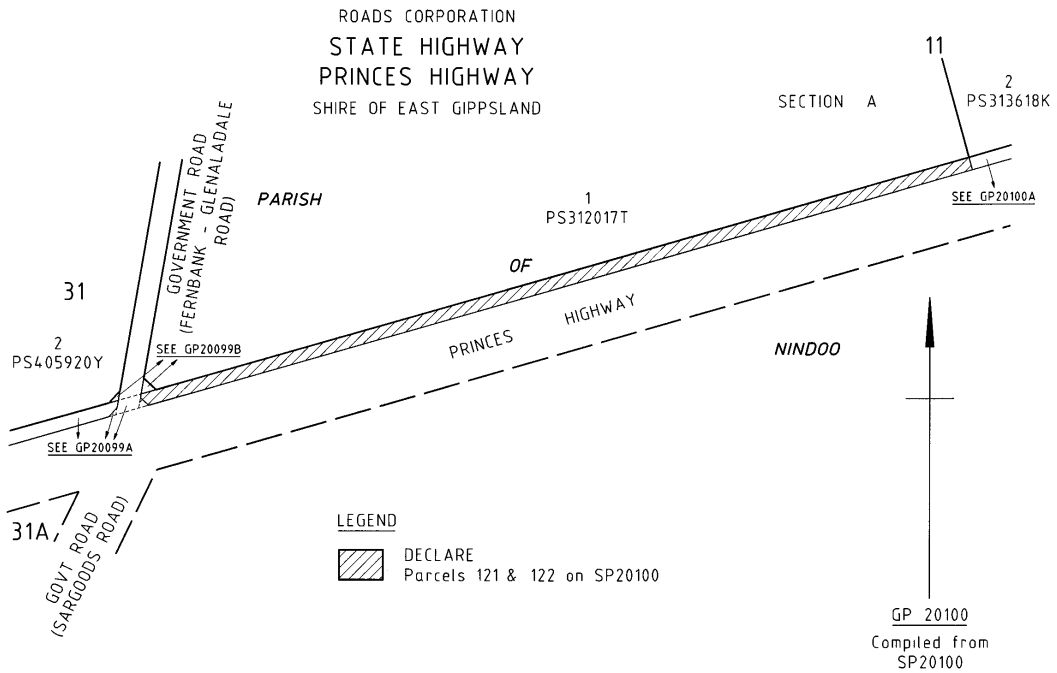 ROADS CORPORATION
STATE HIGHWAY
PRINCES HIGHWAY
SHIRE OF EAST GIPPSLAND
11
SECTION A
2
PS313618K
SEE GP20100A
GOVERNMENT ROAD
(FERNBANK - GLENALADALE
ROAD)
PARISH
1
PS312017T
OF
31
2
PS405920Y
SEE GP20099B
PRINCES HIGHWAY
NINDOO
SEE GP20099A
31A
GOVT ROAD
(SARGOODS ROAD)
LEGEND
DECLARE
Parcels 121 & 122 on SP20100
GP 20100
Compiled from
SP20100